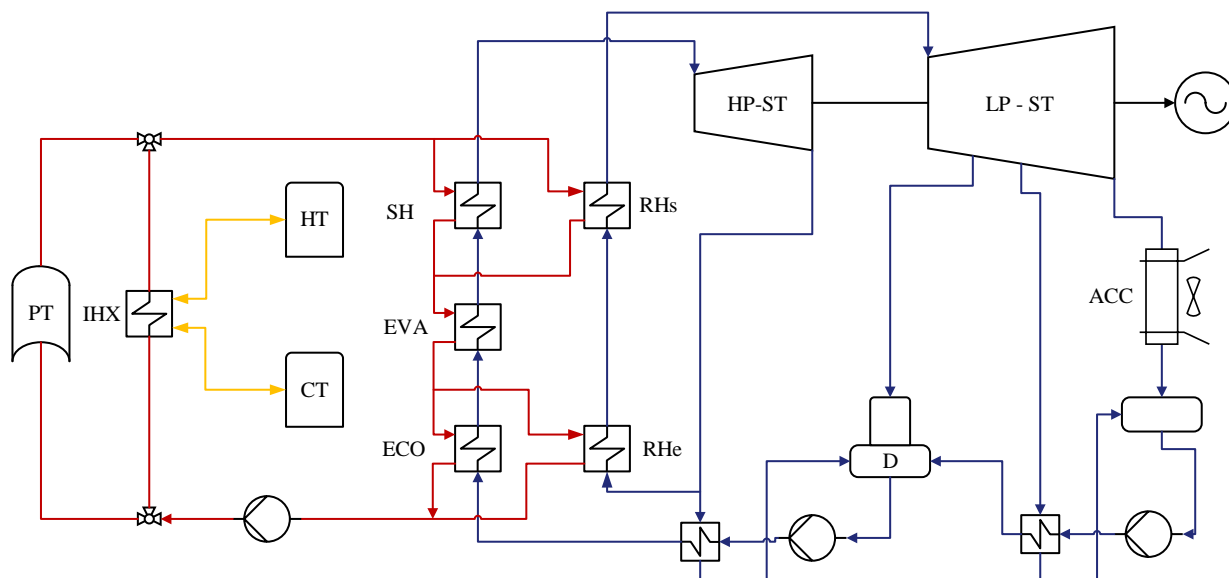 HP-ST
LP - ST
SH
RHs
HT
PT
IHX
ACC
EVA
CT
ECO
RHe
D